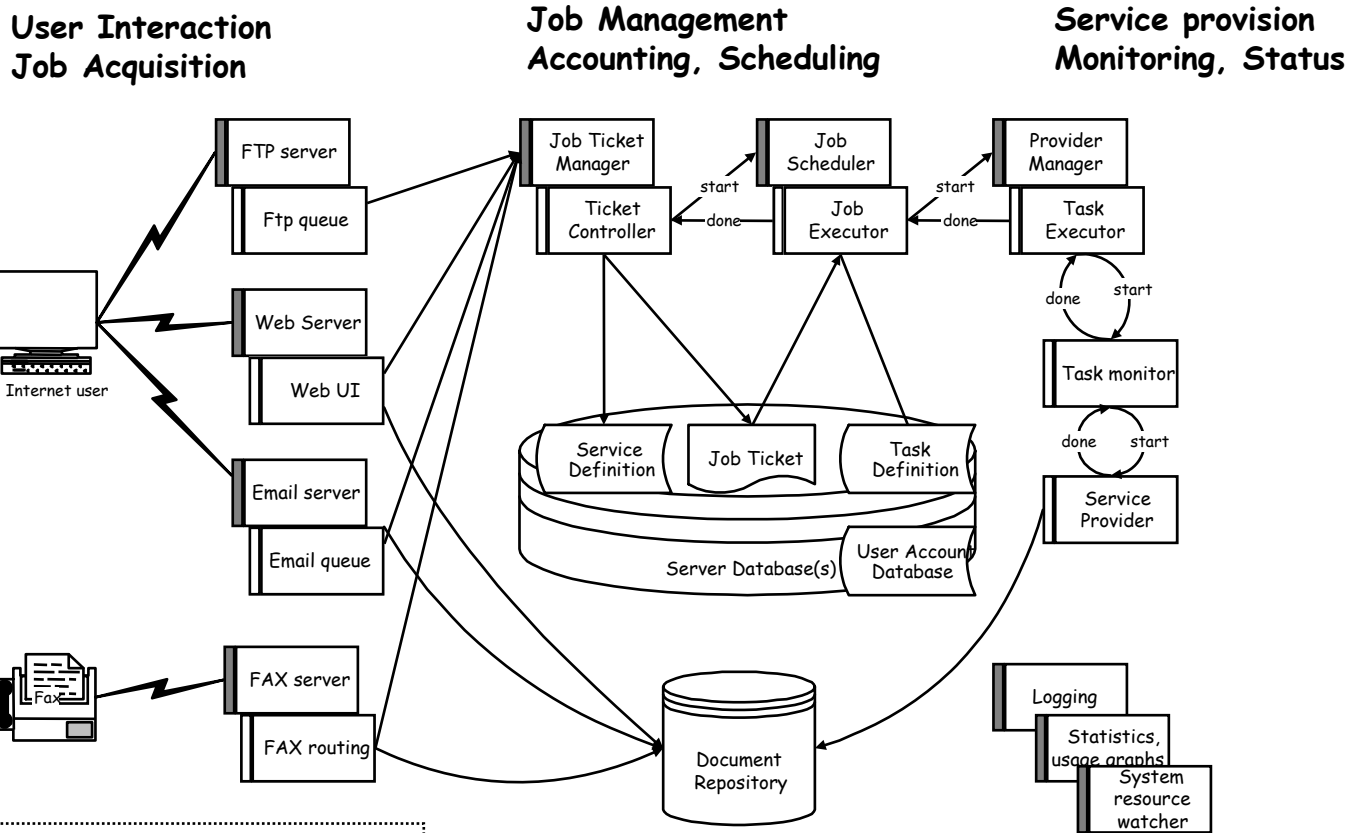 User Interaction
Job Acquisition
Job Management
Accounting, Scheduling
Service provision
Monitoring, Status
FTP server
Ftp queue
Web Server
Web UI
Internet user
Email server
Email queue
FAX server
FAX routing
Fax
Job Ticket
Manager
Ticket
Controller
start
done
Job
Scheduler
Job
Executor
start
done
Provider
Manager
Task
Executor
done
start
Task monitor
done
start
Service
Provider
Service
Definition
Job Ticket
Task
Definition
Server Database(s)
User Account
Database
Document
Repository
Logging
Statistics,
usage graphs
System
resource
watcher